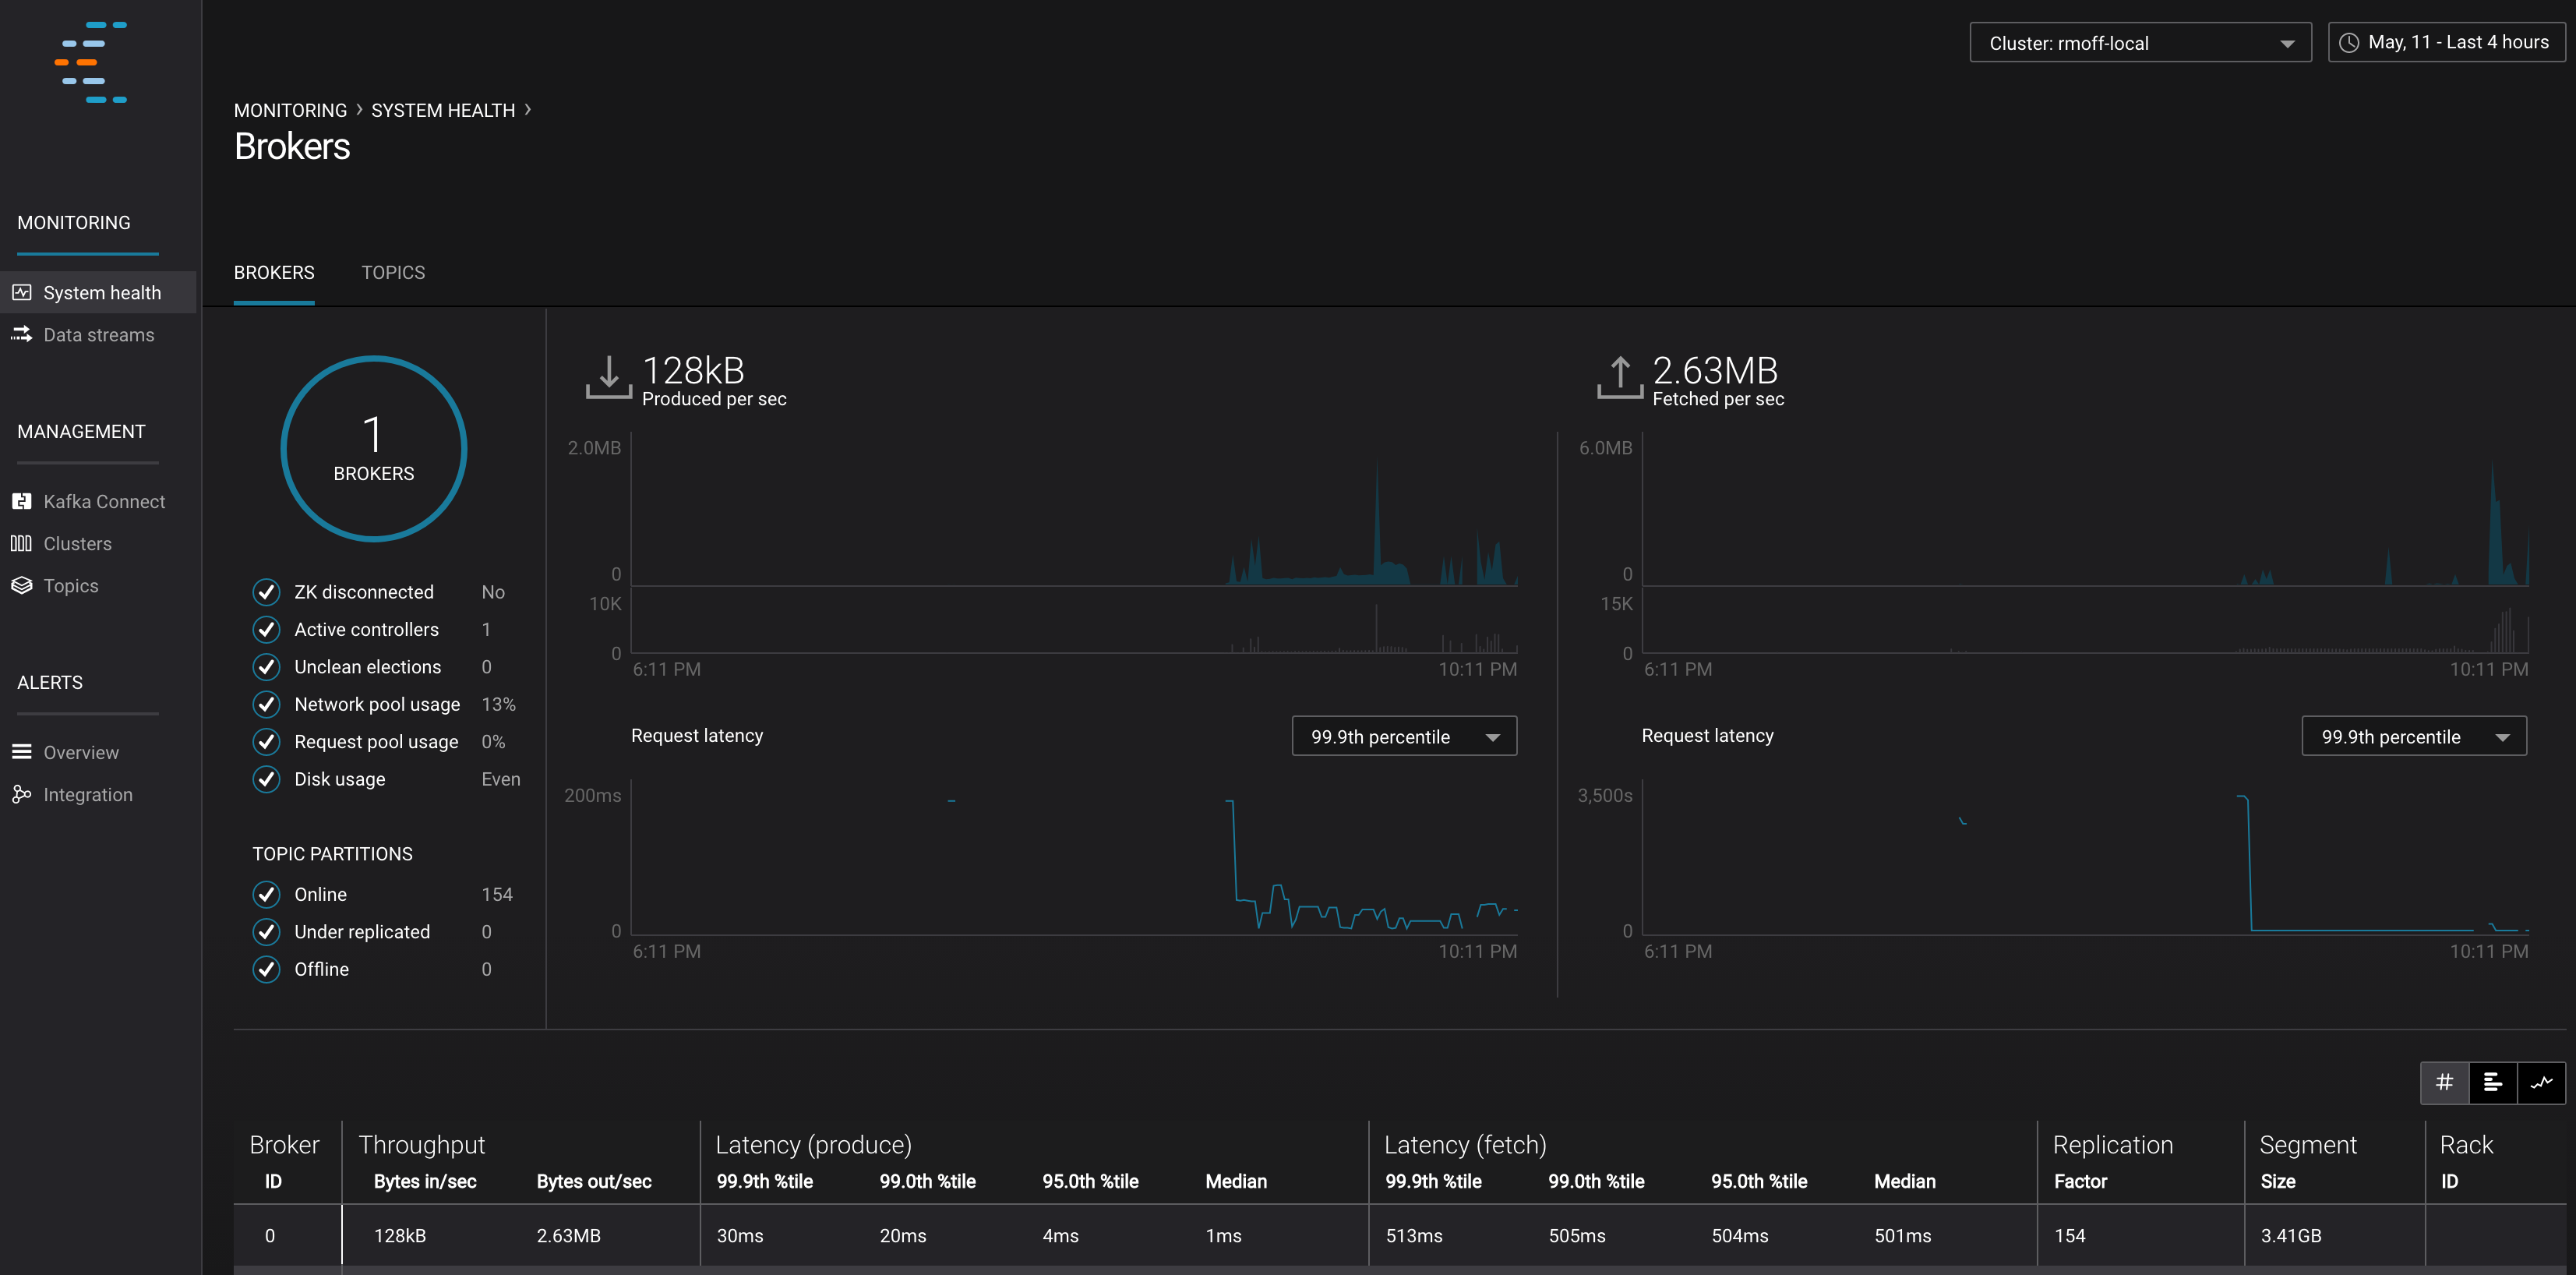 Cluster: rmoff-local
May, 11 - Last 4 hours
MONITORING › SYSTEM HEALTH ›
Brokers
MONITORING
System health
Data streams
MANAGEMENT
Kafka Connect
Clusters
Topics
ALERTS
Overview
Integration
BROKERS TOPICS
1
BROKERS
ZK disconnected No
Active controllers 1
Unclean elections 0
Network pool usage 13%
Request pool usage 0%
Disk usage Even
TOPIC PARTITIONS
Online 154
Under replicated 0
Offline 0
128kB
Produced per sec
2.0MB
0
10K
0
6:11 PM 10:11 PM
Request latency 99.9th percentile
200ms
0
6:11 PM 10:11 PM
2.63MB
Fetched per sec
6.0MB
0
15K
0
6:11 PM 10:11 PM
Request latency 99.9th percentile
3,500s
0
6:11 PM 10:11 PM
#
Broker Throughput Latency (produce) Latency (fetch) Replication Segment Rack
ID Bytes in/sec Bytes out/sec 99.9th %tile 99.0th %tile 95.0th %tile Median 99.9th %tile 99.0th %tile 95.0th %tile Median Factor Size ID
0 128kB 2.63MB 30ms 20ms 4ms 1ms 513ms 505ms 504ms 501ms 154 3.41GB